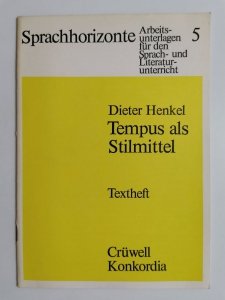 Sprachhorizonte 5
Arbeits-
unterlagen
für den
Sprach- und
Literatur-
unterricht
Dieter Henkel
Tempus als
Stilmittel
Textheft
Crüwell
Konkordia